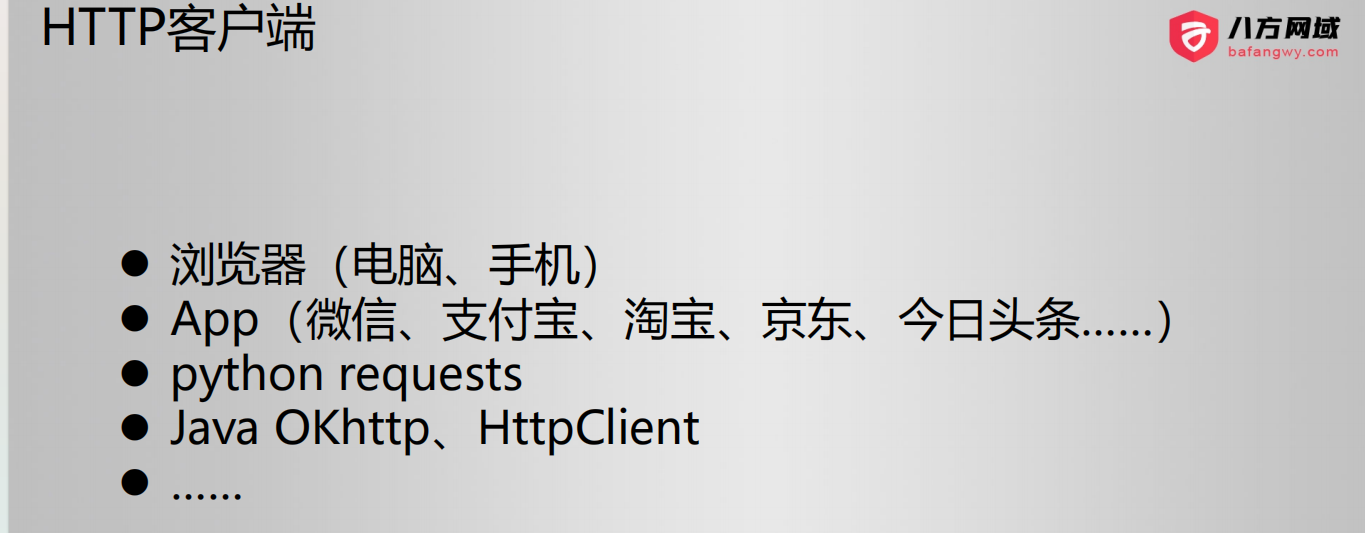 HTTP客户端
八方网域
bafangwy.com
● 浏览器（电脑、手机）
● App（微信、支付宝、淘宝、京东、今日头条……）
● python requests
● Java OKhttp、HttpClient
● ……